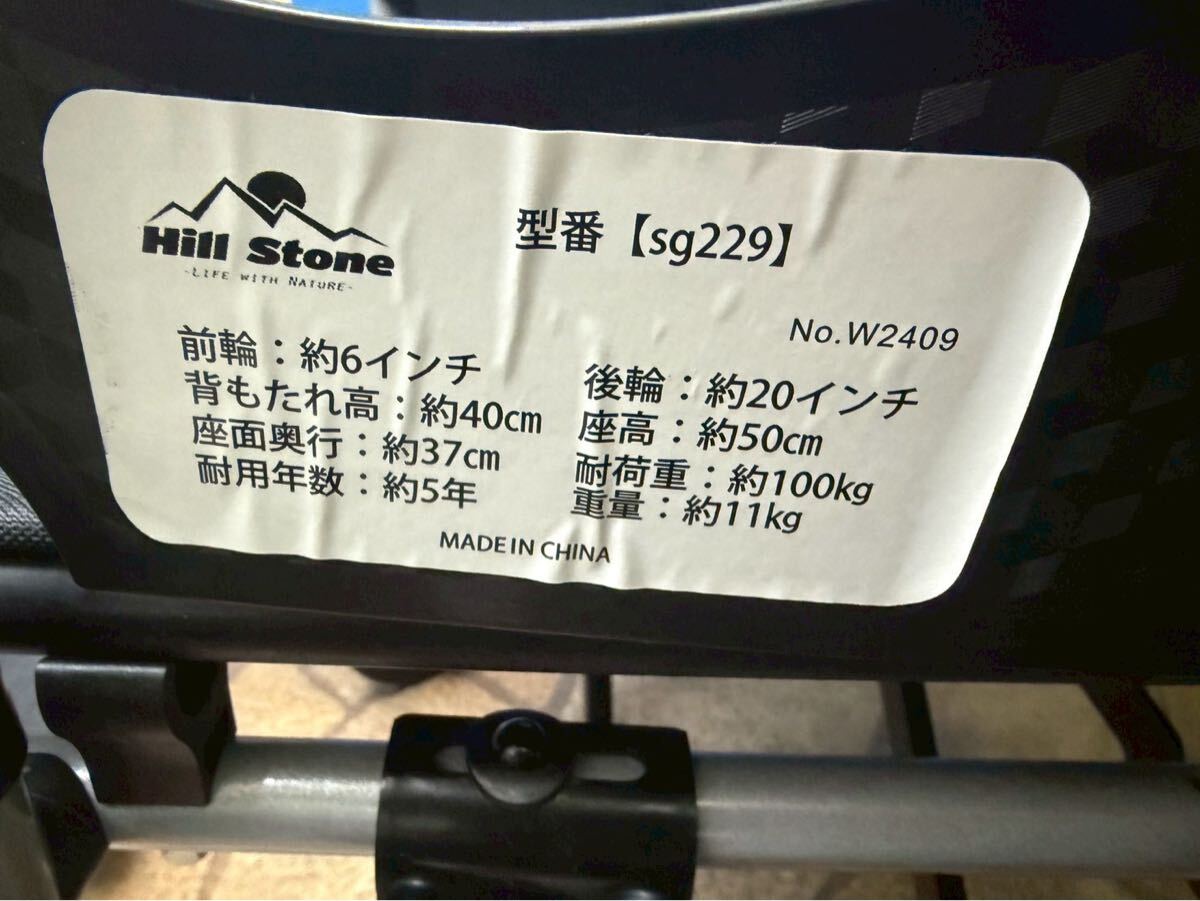 Hill Stone
-LIFE WITH NATURE-
型番【sg229】
No.W2409
前輪：約6インチ
背もたれ高：約40cm
座面奥行：約37cm
耐用年数：約5年
後輪：約20インチ
座高：約50cm
耐荷重：約100kg
重量：約11kg
MADE IN CHINA